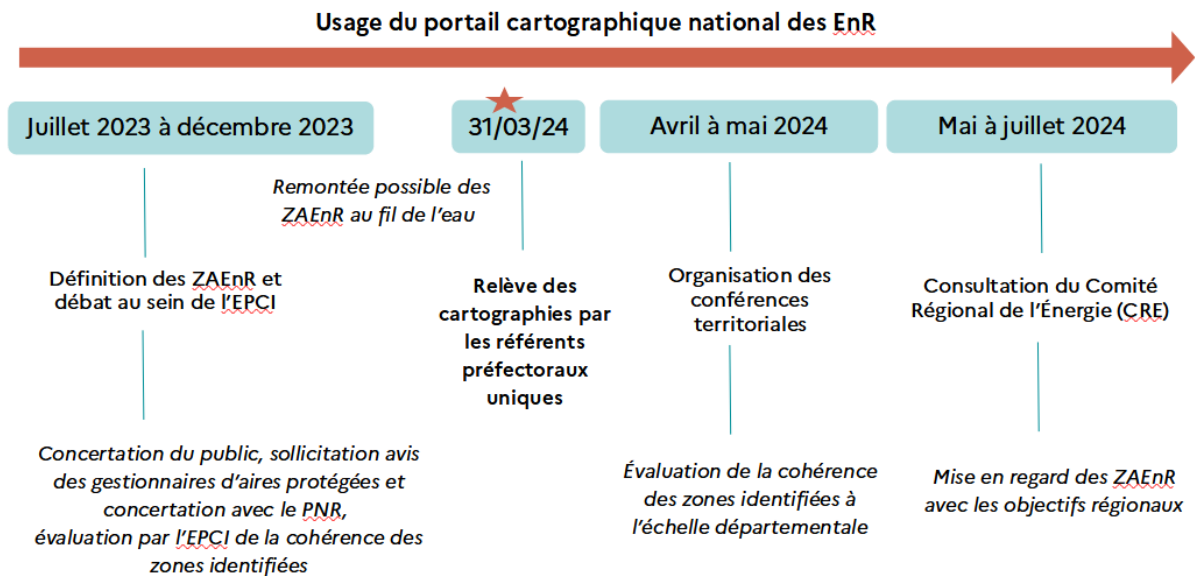 Usage du portail cartographique national des EnR
Juillet 2023 à décembre 2023
31/03/24
Avril à mai 2024
Mai à juillet 2024
Remontée possible des
ZAEnR au fil de l'eau
Définition des ZAEnR et
débat au sein de l'EPCI
Relève des
cartographies par
les référents
préfectoraux
uniques
Organisation des
conférences
territoriales
Consultation du Comité
Régional de l'Énergie (CRE)
Concertation du public, sollicitation avis
des gestionnaires d'aires protégées et
concertation avec le PNR,
évaluation par l'EPCI de la cohérence des
zones identifiées
Évaluation de la cohérence
des zones identifiées à
l'échelle départementale
Mise en regard des ZAEnR
avec les objectifs régionaux